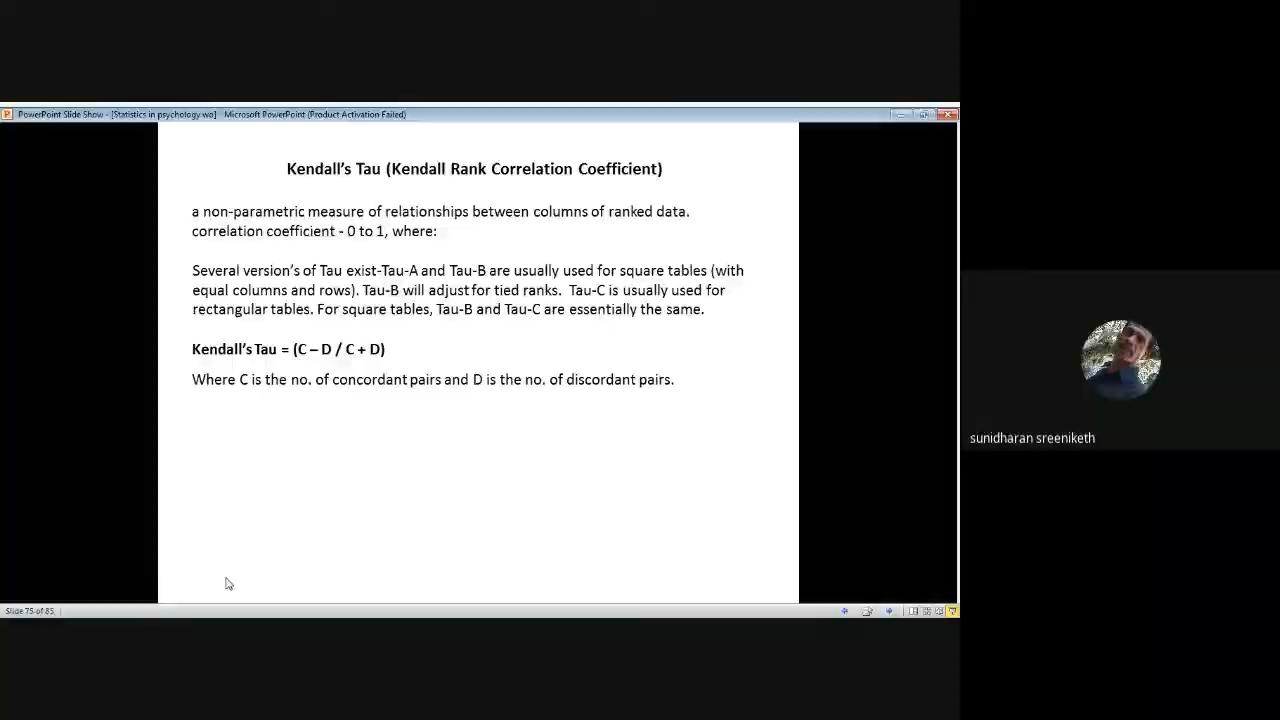 PowerPoint Slide Show - [Statistics in psychology wo] - Microsoft PowerPoint (Product Activation Failed)
Kendall's Tau (Kendall Rank Correlation Coefficient)
a non-parametric measure of relationships between columns of ranked data.
correlation coefficient - 0 to 1, where:
Several version's of Tau exist-Tau-A and Tau-B are usually used for square tables (with
equal columns and rows). Tau-B will adjust for tied ranks. Tau-C is usually used for
rectangular tables. For square tables, Tau-B and Tau-C are essentially the same.
Kendall's Tau = (C – D / C + D)
Where C is the no. of concordant pairs and D is the no. of discordant pairs.
sunidharan sreeniketh
Slide 75 of 85